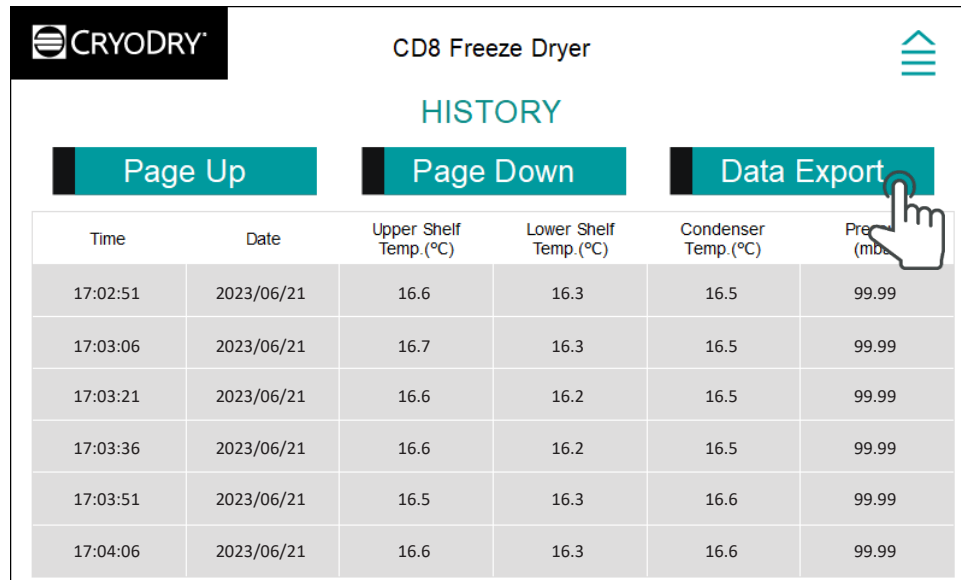 CRYODRY
CD8 Freeze Dryer
HISTORY
Page Up Page Down Data Export
Time Date Upper Shelf Temp.(ºC) Lower Shelf Temp.(ºC) Condenser Temp.(ºC)
17:02:51 2023/06/21 16.6 16.3 16.5 99.99
17:03:06 2023/06/21 16.7 16.3 16.5 99.99
17:03:21 2023/06/21 16.6 16.2 16.5 99.99
17:03:36 2023/06/21 16.6 16.2 16.5 99.99
17:03:51 2023/06/21 16.5 16.3 16.6 99.99
17:04:06 2023/06/21 16.6 16.3 16.6 99.99